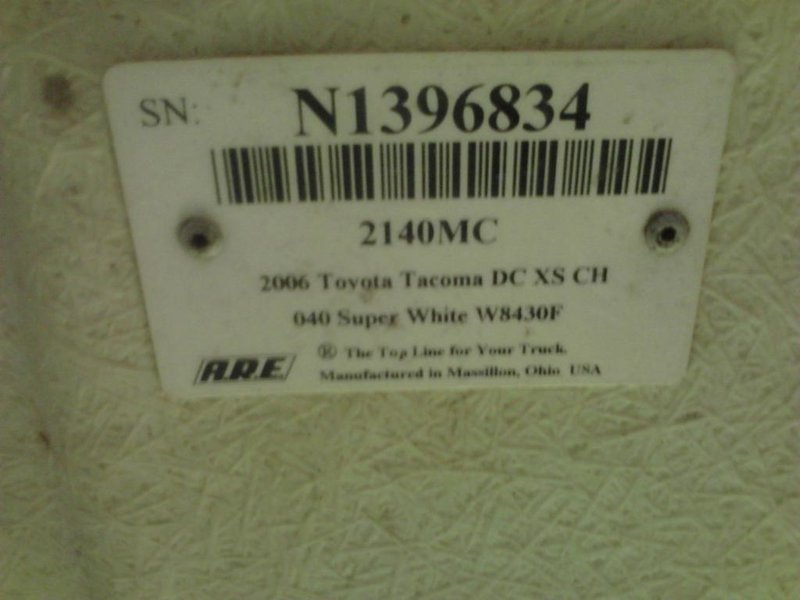 SN: N1396834
2140MC
2006 Toyota Tacoma DC XS CH
040 Super White W8430F
A.R.E. ® The Top Line for Your Truck.
Manufactured in Massillon, Ohio USA